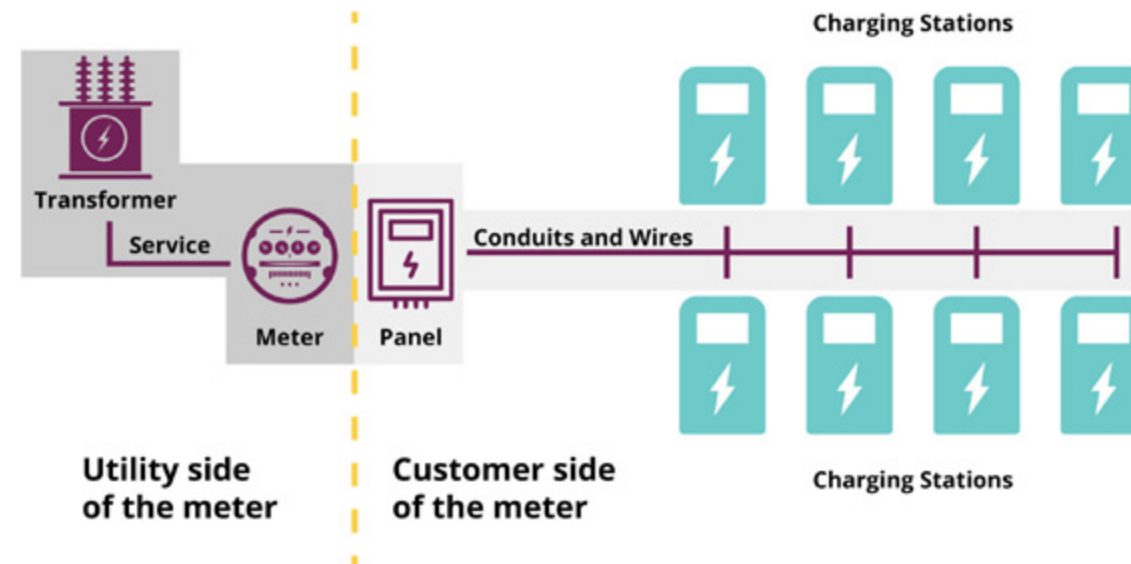 Charging Stations
Transformer
Service
Conduits and Wires
Meter
Panel
Utility side
of the meter
Customer side
of the meter
Charging Stations